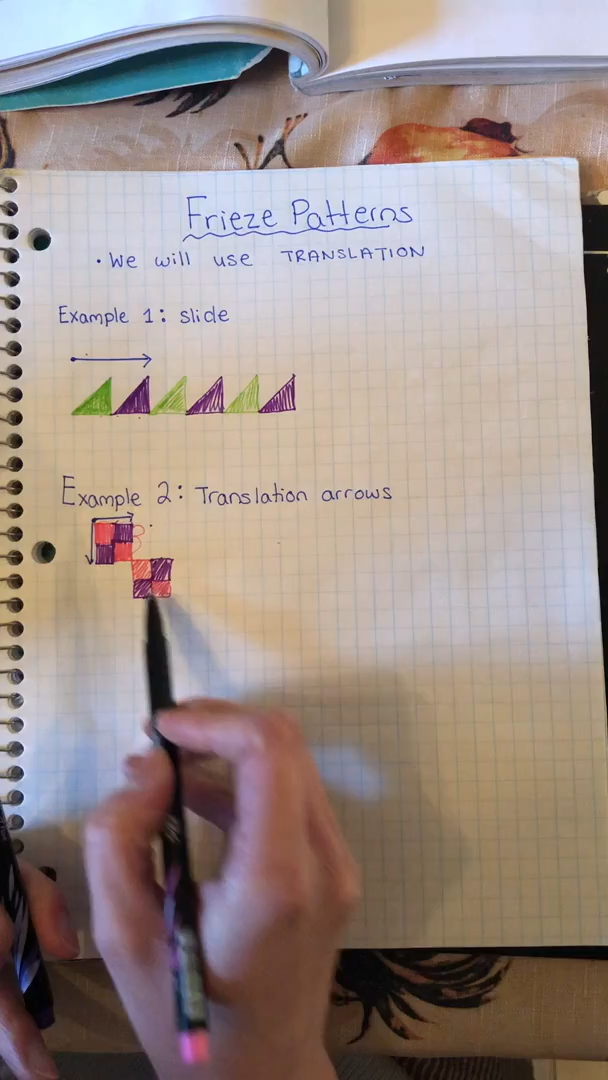 Frieze Patterns
• We will use TRANSLATION
Example 1: slide
Example 2: Translation arrows